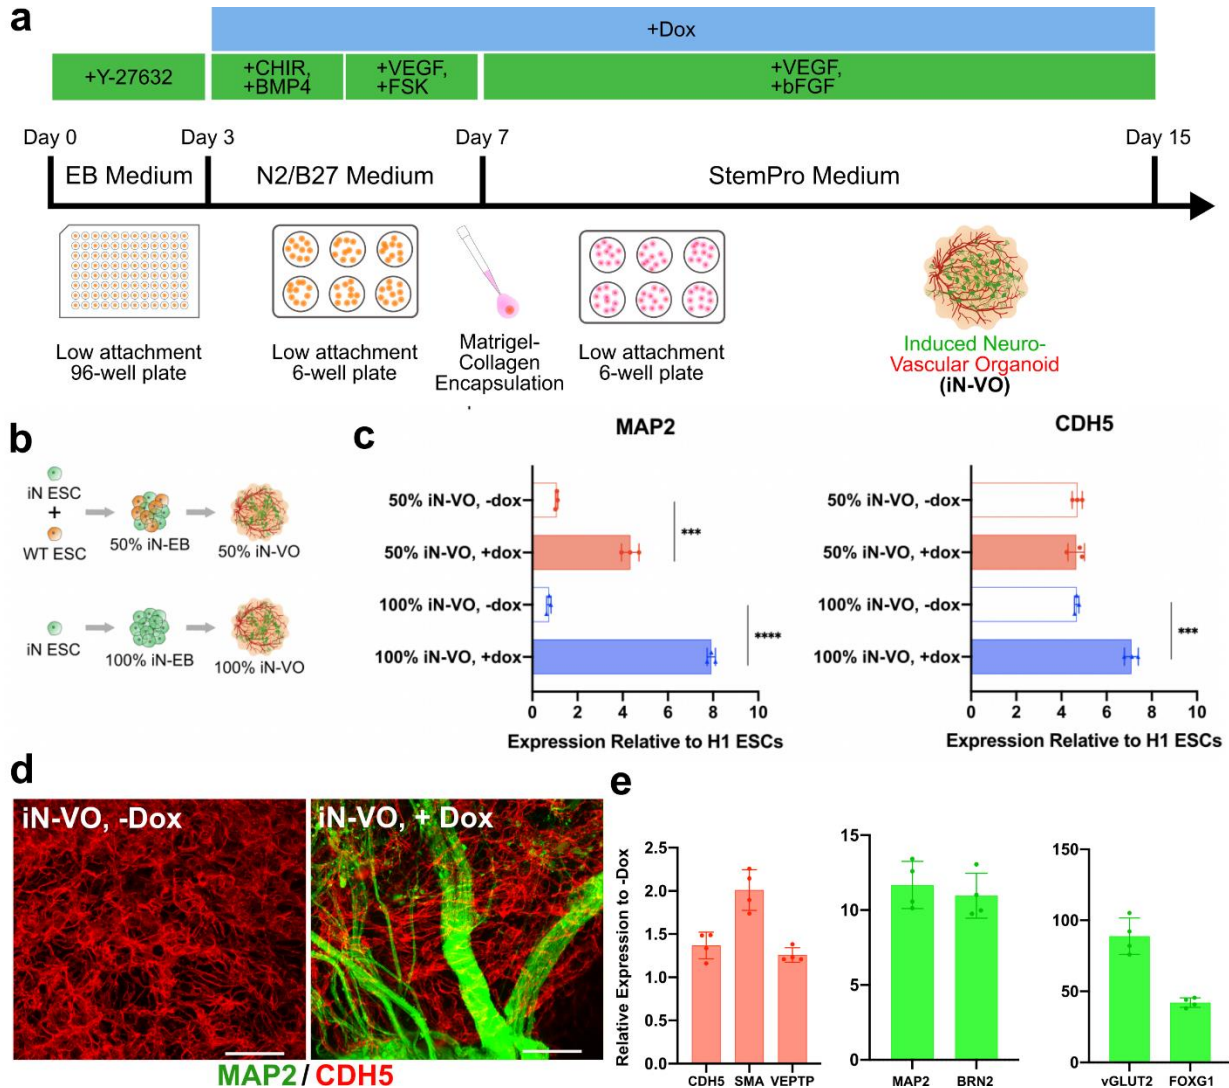 a
+Dox
+Y-27632
+CHIR,
+BMP4
+VEGF,
+FSK
+VEGF,
+bFGF
Day 0
Day 3
Day 7
Day 15
EB Medium
N2/B27 Medium
StemPro Medium
Low attachment
96-well plate
Low attachment
6-well plate
Matrigel-
Collagen
Encapsulation
Low attachment
6-well plate
Induced Neuro-
Vascular Organoid
(iN-VO)
b
iN ESC
+
WT ESC
50% iN-EB
50% iN-VO
iN ESC
100% iN-EB
100% iN-VO
c
MAP2
50% iN-VO, -dox
50% iN-VO, +dox
100% iN-VO, -dox
100% iN-VO, +dox
***
****
0 2 4 6 8 10
Expression Relative to H1 ESCs
CDH5
50% iN-VO, -dox
50% iN-VO, +dox
100% iN-VO, -dox
100% iN-VO, +dox
***
0 2 4 6 8 10
Expression Relative to H1 ESCs
d
iN-VO, -Dox
iN-VO, + Dox
MAP2 / CDH5
e
Relative Expression to -Dox
2.5
2.0
1.5
1.0
0.5
0.0
CDH5 SMA VEPTP
15
10
5
0
MAP2 BRN2
150
100
50
0
vGLUT2 FOXG1